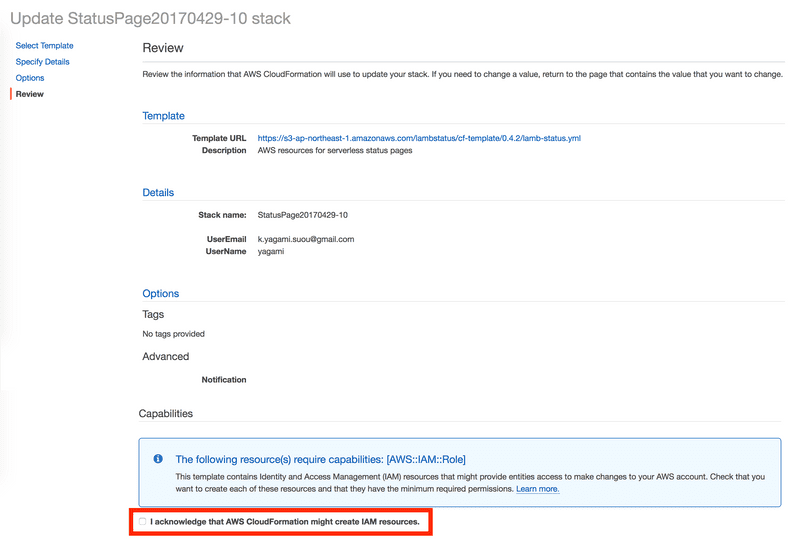 Update StatusPage20170429-10 stack
Select Template
Specify Details
Options
Review
Review
Review the information that AWS CloudFormation will use to update your stack. If you need to change a value, return to the page that contains the value that you want to change.
Template
Template URL https://s3-ap-northeast-1.amazonaws.com/lambstatus/cf-template/0.4.2/lamb-status.yml
Description AWS resources for serverless status pages
Details
Stack name: StatusPage20170429-10
UserEmail k.yagami.suou@gmail.com
UserName yagami
Options
Tags
No tags provided
Advanced
Notification
Capabilities
The following resource(s) require capabilities: [AWS::IAM::Role]
This template contains Identity and Access Management (IAM) resources that might provide entities access to make changes to your AWS account. Check that you
want to create each of these resources and that they have the minimum required permissions. Learn more.
I acknowledge that AWS CloudFormation might create IAM resources.